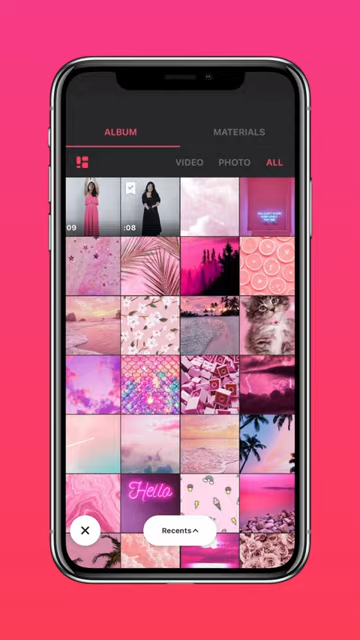 ALBUM
MATERIALS
VIDEO
PHOTO
ALL
09
:08
Hello
Recents